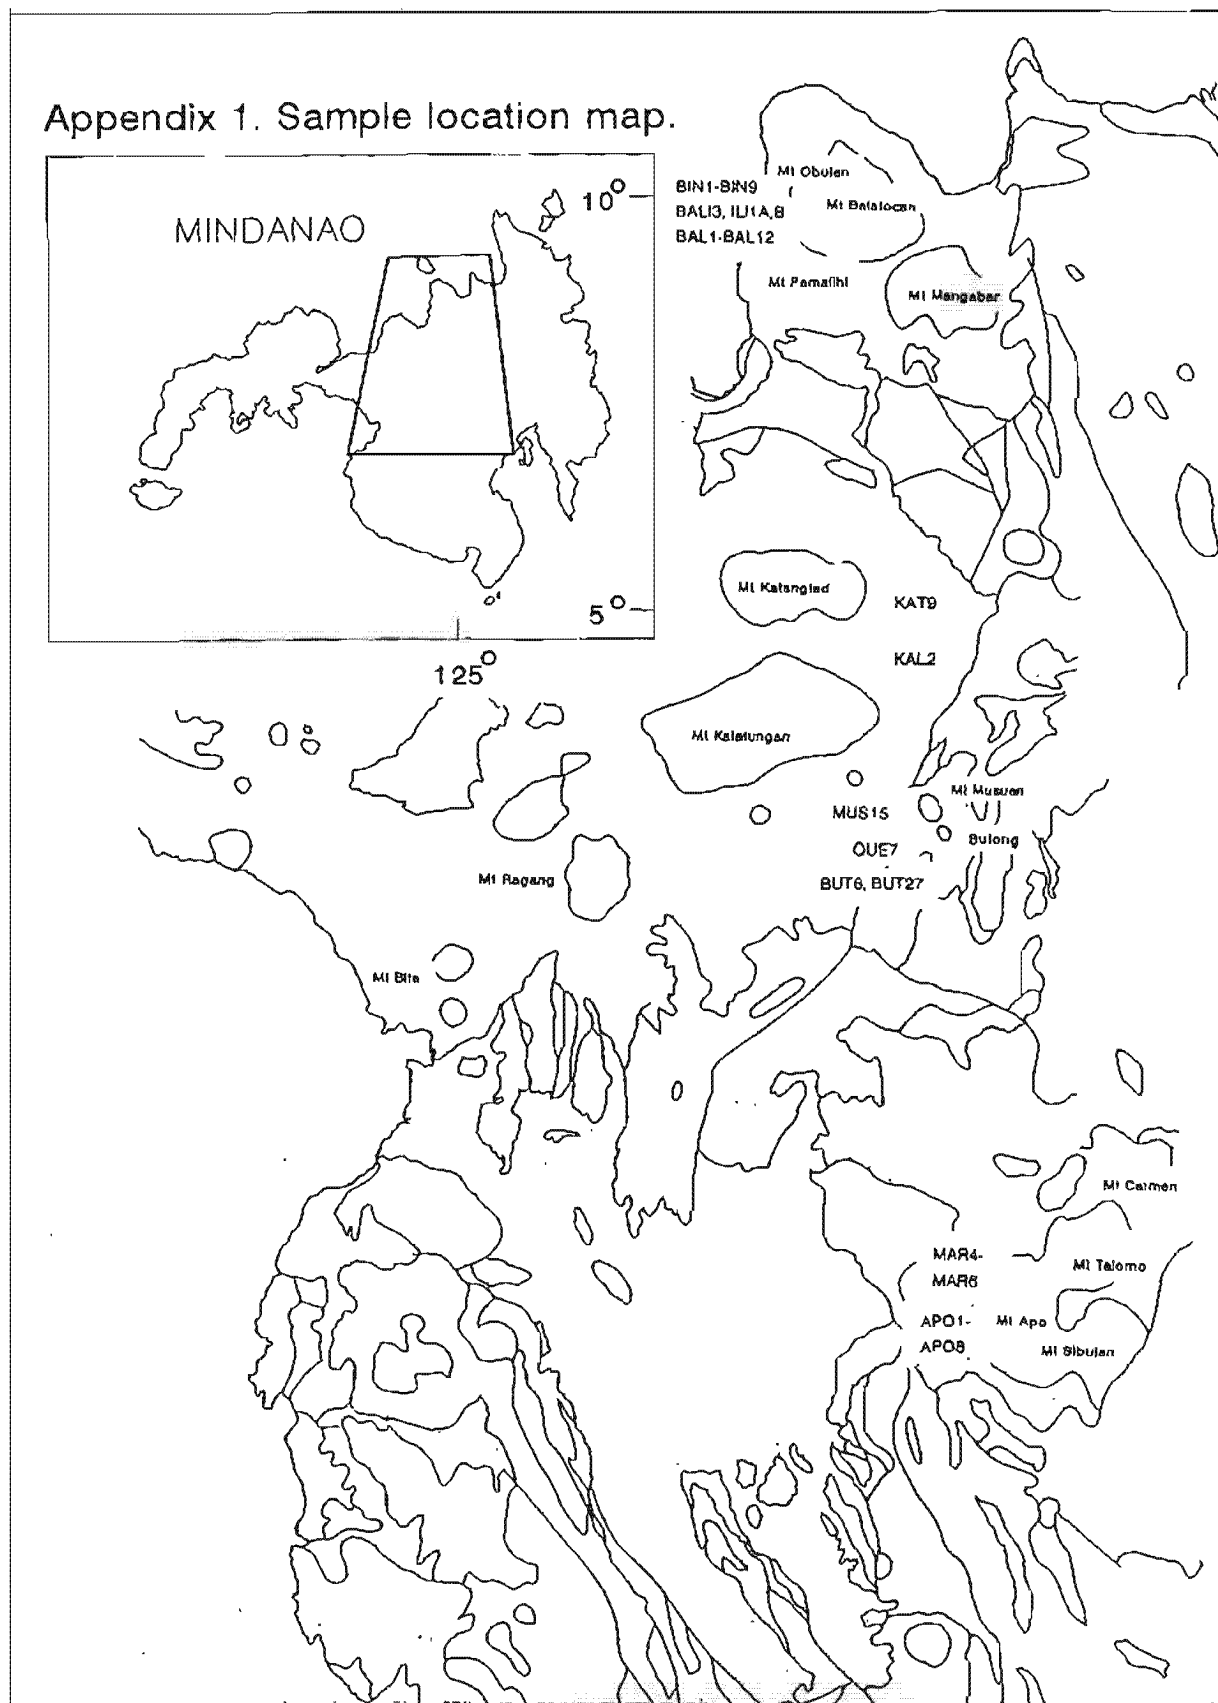 Appendix 1. Sample location map.
MINDANAO
10°
5°
125°
BIN1-BIN9
BALI3, ILI1A,B
BAL1-BAL12
Mt Obulan
Mt Balatocan
Mt Pamalihi
Mt Mangabar
Mt Katanglad
KAT9
KAL2
Mt Kalatungan
Mt Musuan
MUS15
Bulong
QUE7
BUT6, BUT27
Mt Ragang
Mt Bita
Mt Carmen
MAR4-
MAR6
Mt Talomo
APO1-
APO8
Mt Apo
Mt Sibulan